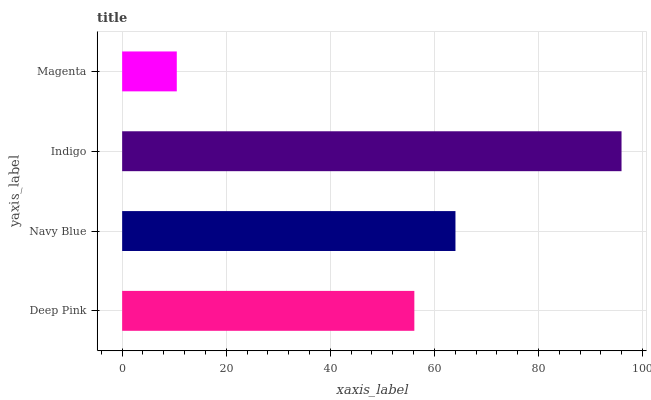 title
Magenta
Indigo
Navy Blue
Deep Pink
yaxis_label
0 20 40 60 80 100
xaxis_label